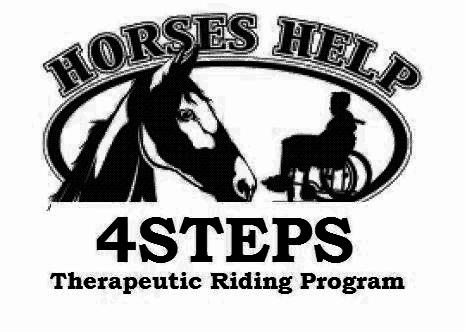 HORSES HELP
4STEPS
Therapeutic Riding Program